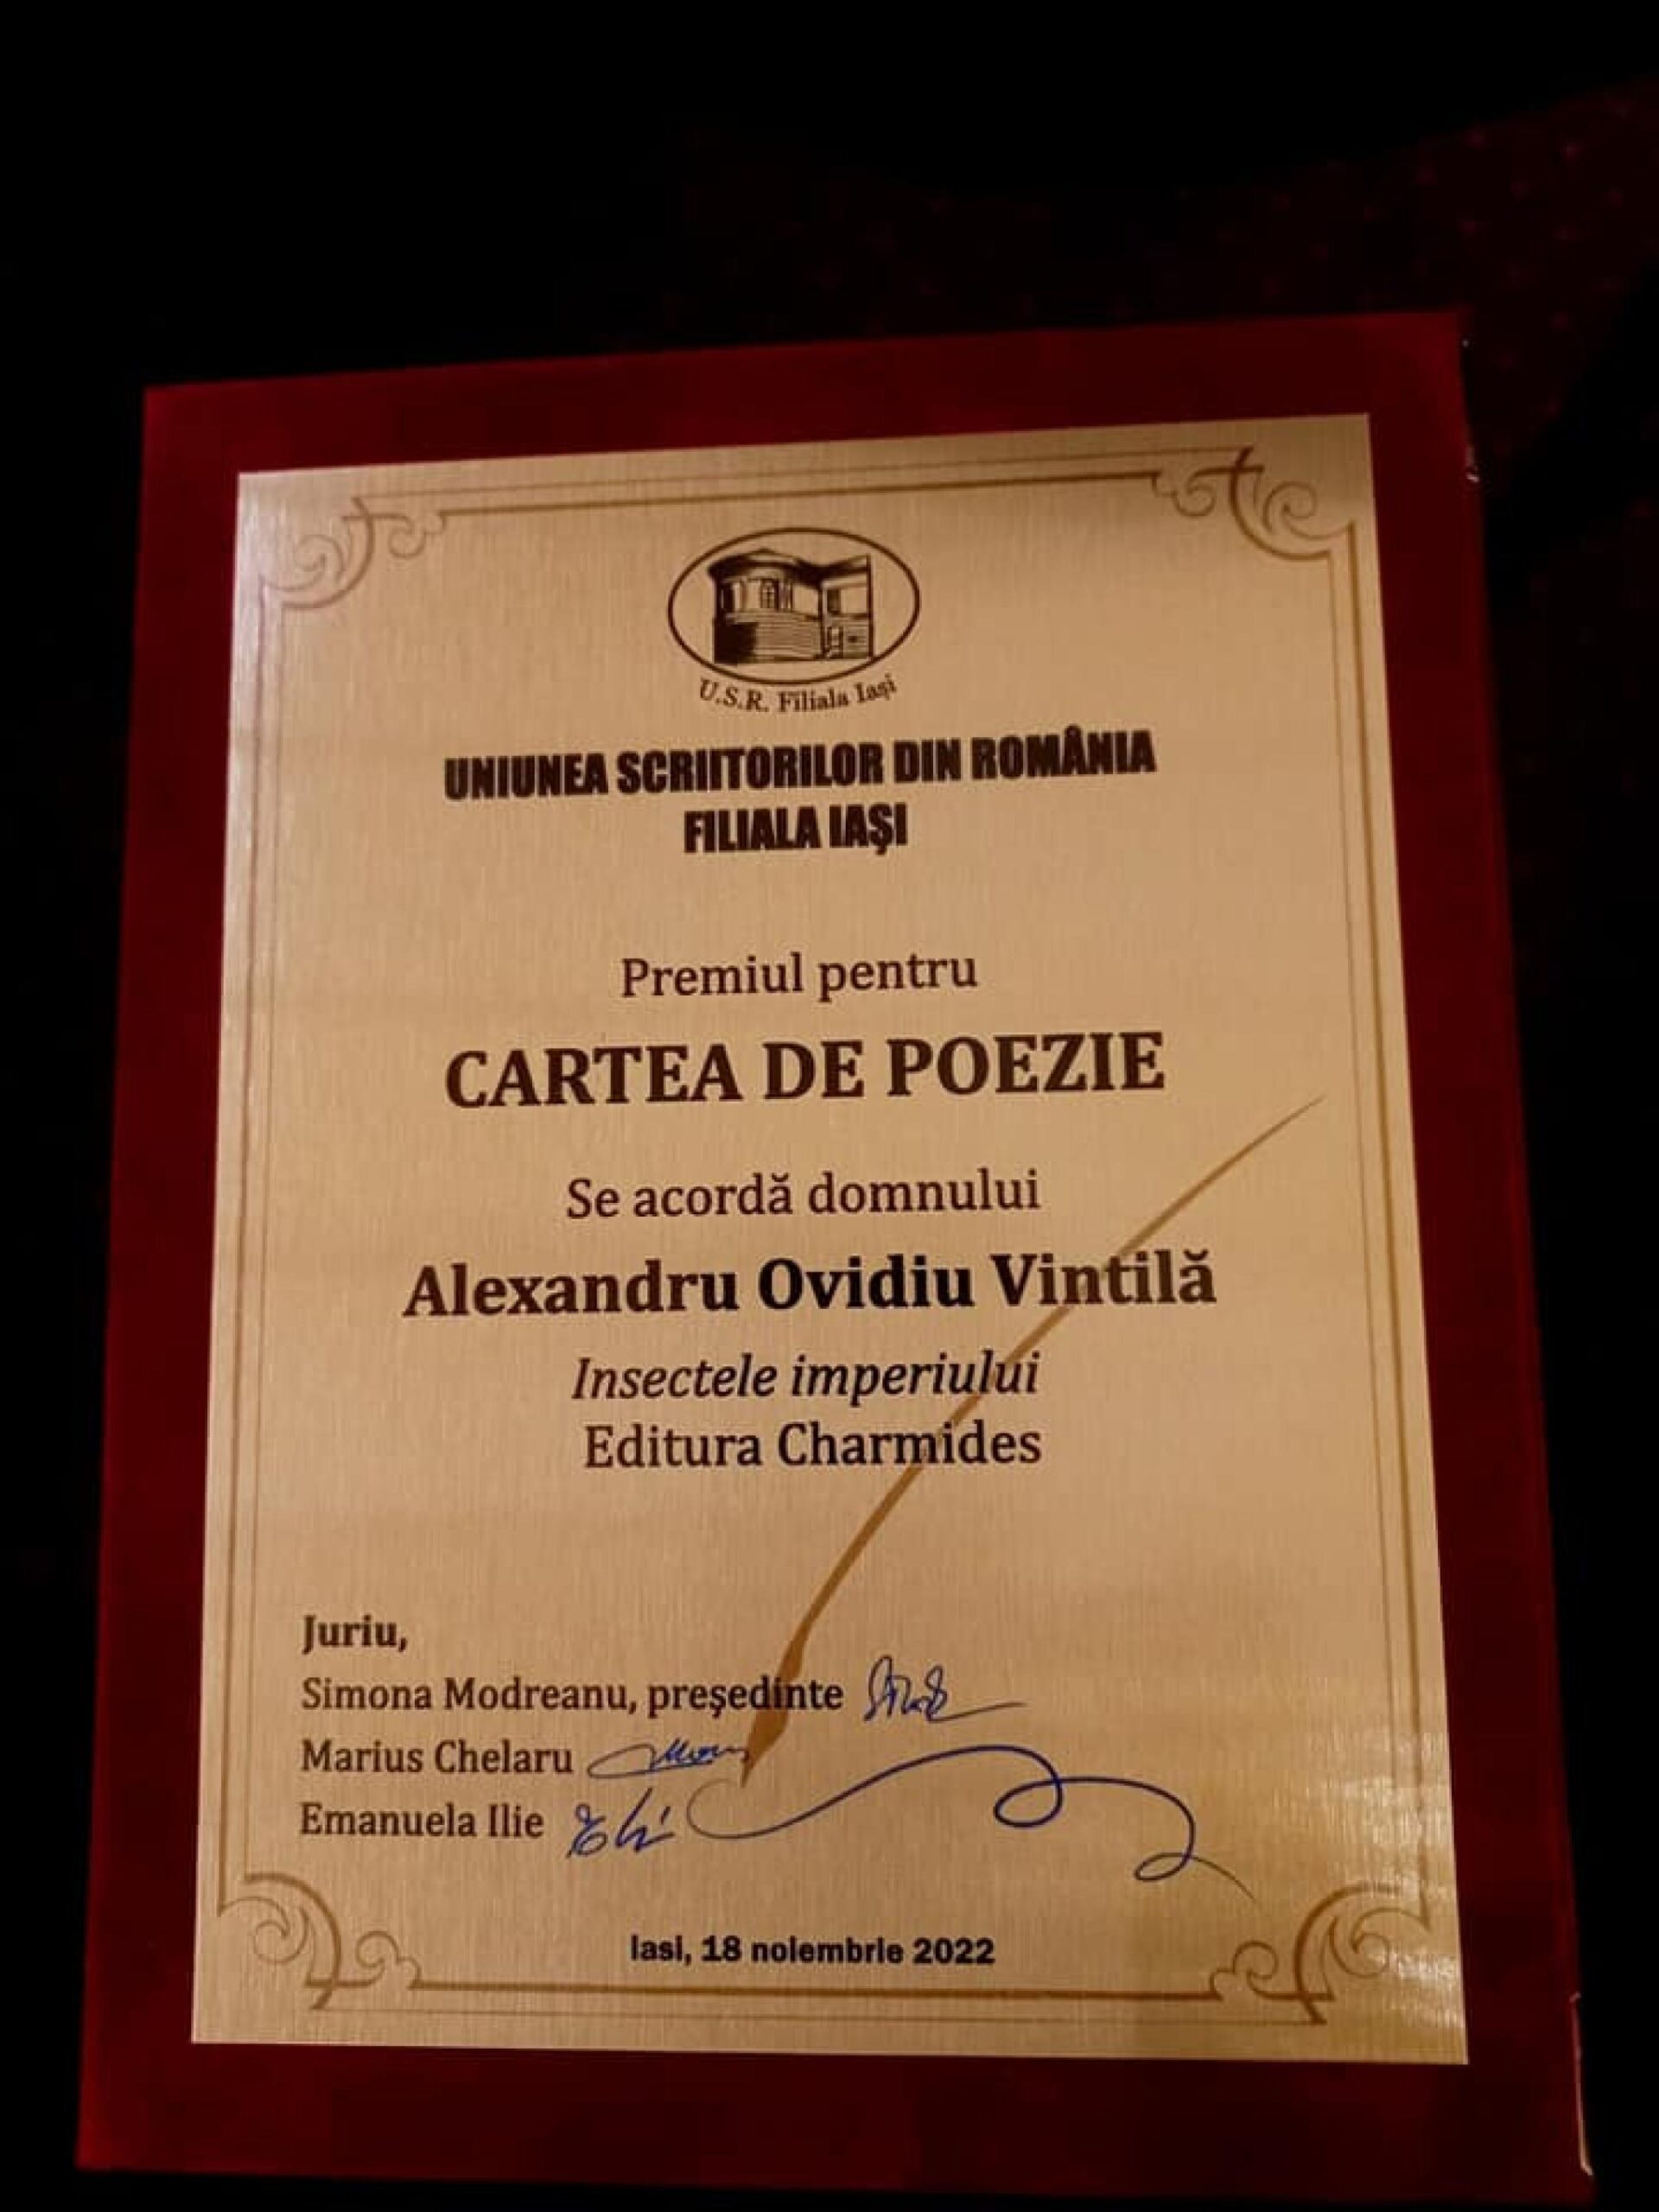 U.S.R. Filiala Iași
UNIUNEA SCRIITORILOR DIN ROMÂNIA
FILIALA IAŞI
Premiul pentru
CARTEA DE POEZIE
Se acordă domnului
Alexandru Ovidiu Vintilă
Insectele imperiului
Editura Charmides
Juriu,
Simona Modreanu, preşedinte
Marius Chelaru
Emanuela Ilie
Iasi, 18 noiembrie 2022